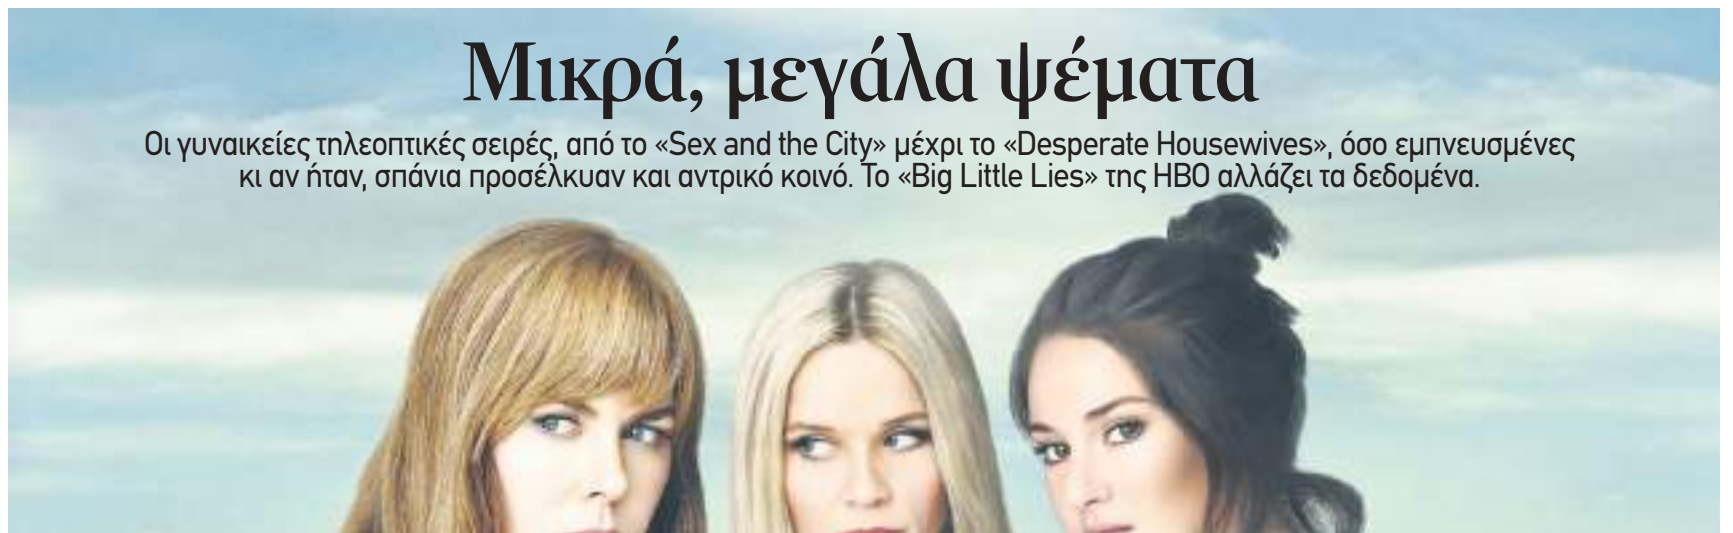 Μικρά, μεγάλα ψέματα
Οι γυναικείες τηλεοπτικές σειρές, από το «Sex and the City» μέχρι το «Desperate Housewives», όσο εμπνευσμένες
κι αν ήταν, σπάνια προσέλκυαν και αντρικό κοινό. Το «Big Little Lies» της HBO αλλάζει τα δεδομένα.